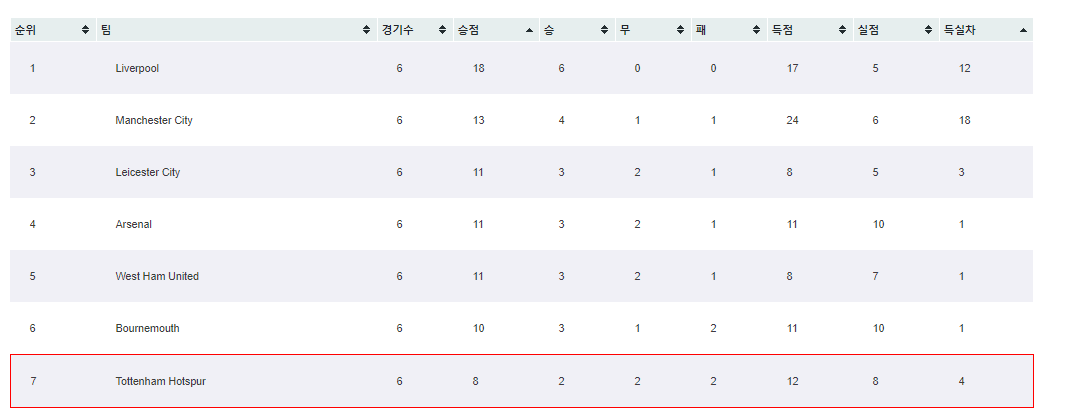 순위 팀 경기수 승점 승 무 패 득점 실점 득실차
1 Liverpool 6 18 6 0 0 17 5 12
2 Manchester City 6 13 4 1 1 24 6 18
3 Leicester City 6 11 3 2 1 8 5 3
4 Arsenal 6 11 3 2 1 11 10 1
5 West Ham United 6 11 3 2 1 8 7 1
6 Bournemouth 6 10 3 1 2 11 10 1
7 Tottenham Hotspur 6 8 2 2 2 12 8 4